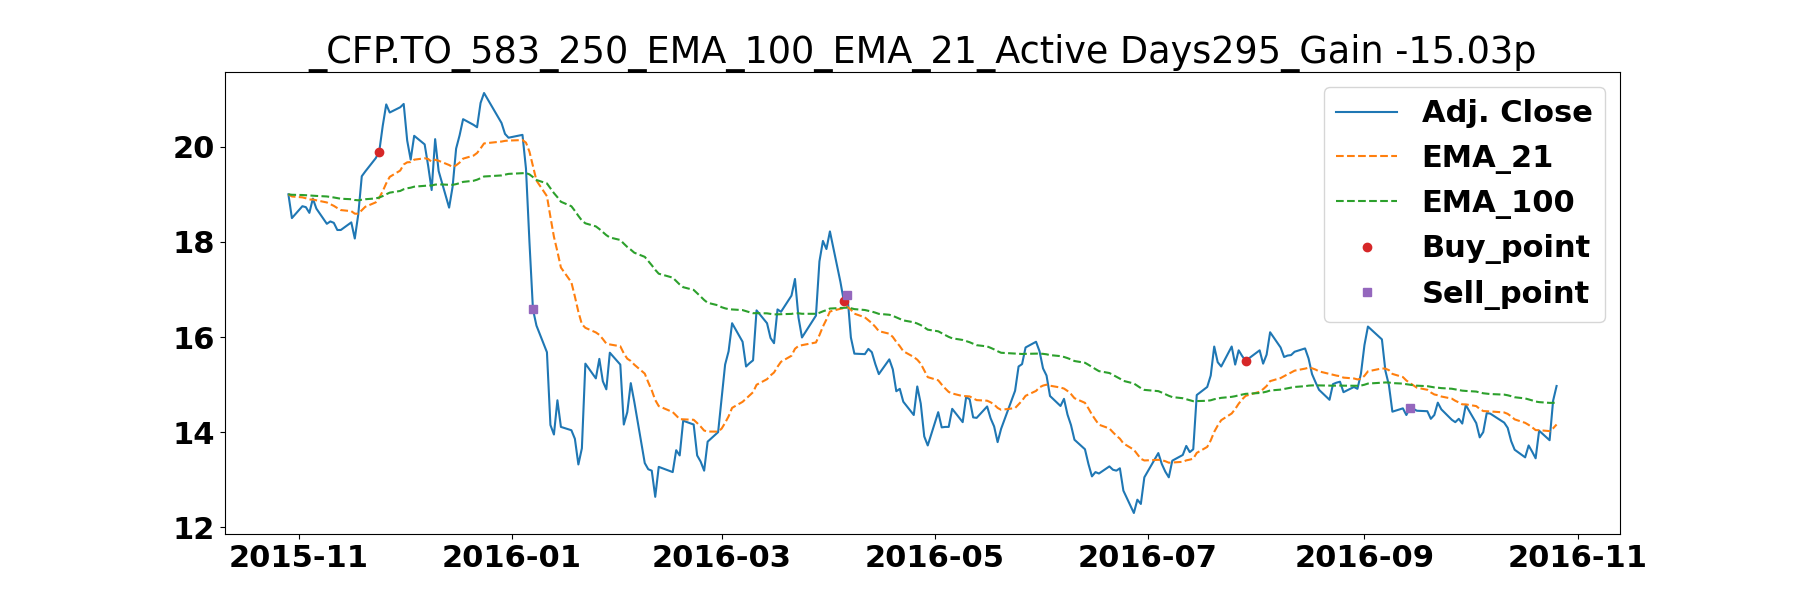 _CFP.TO_583_250_EMA_100_EMA_21_Active Days295_Gain -15.03p
Adj. Close
EMA_21
EMA_100
Buy_point
Sell_point
20
18
16
14
12
2015-11
2016-01
2016-03
2016-05
2016-07
2016-09
2016-11